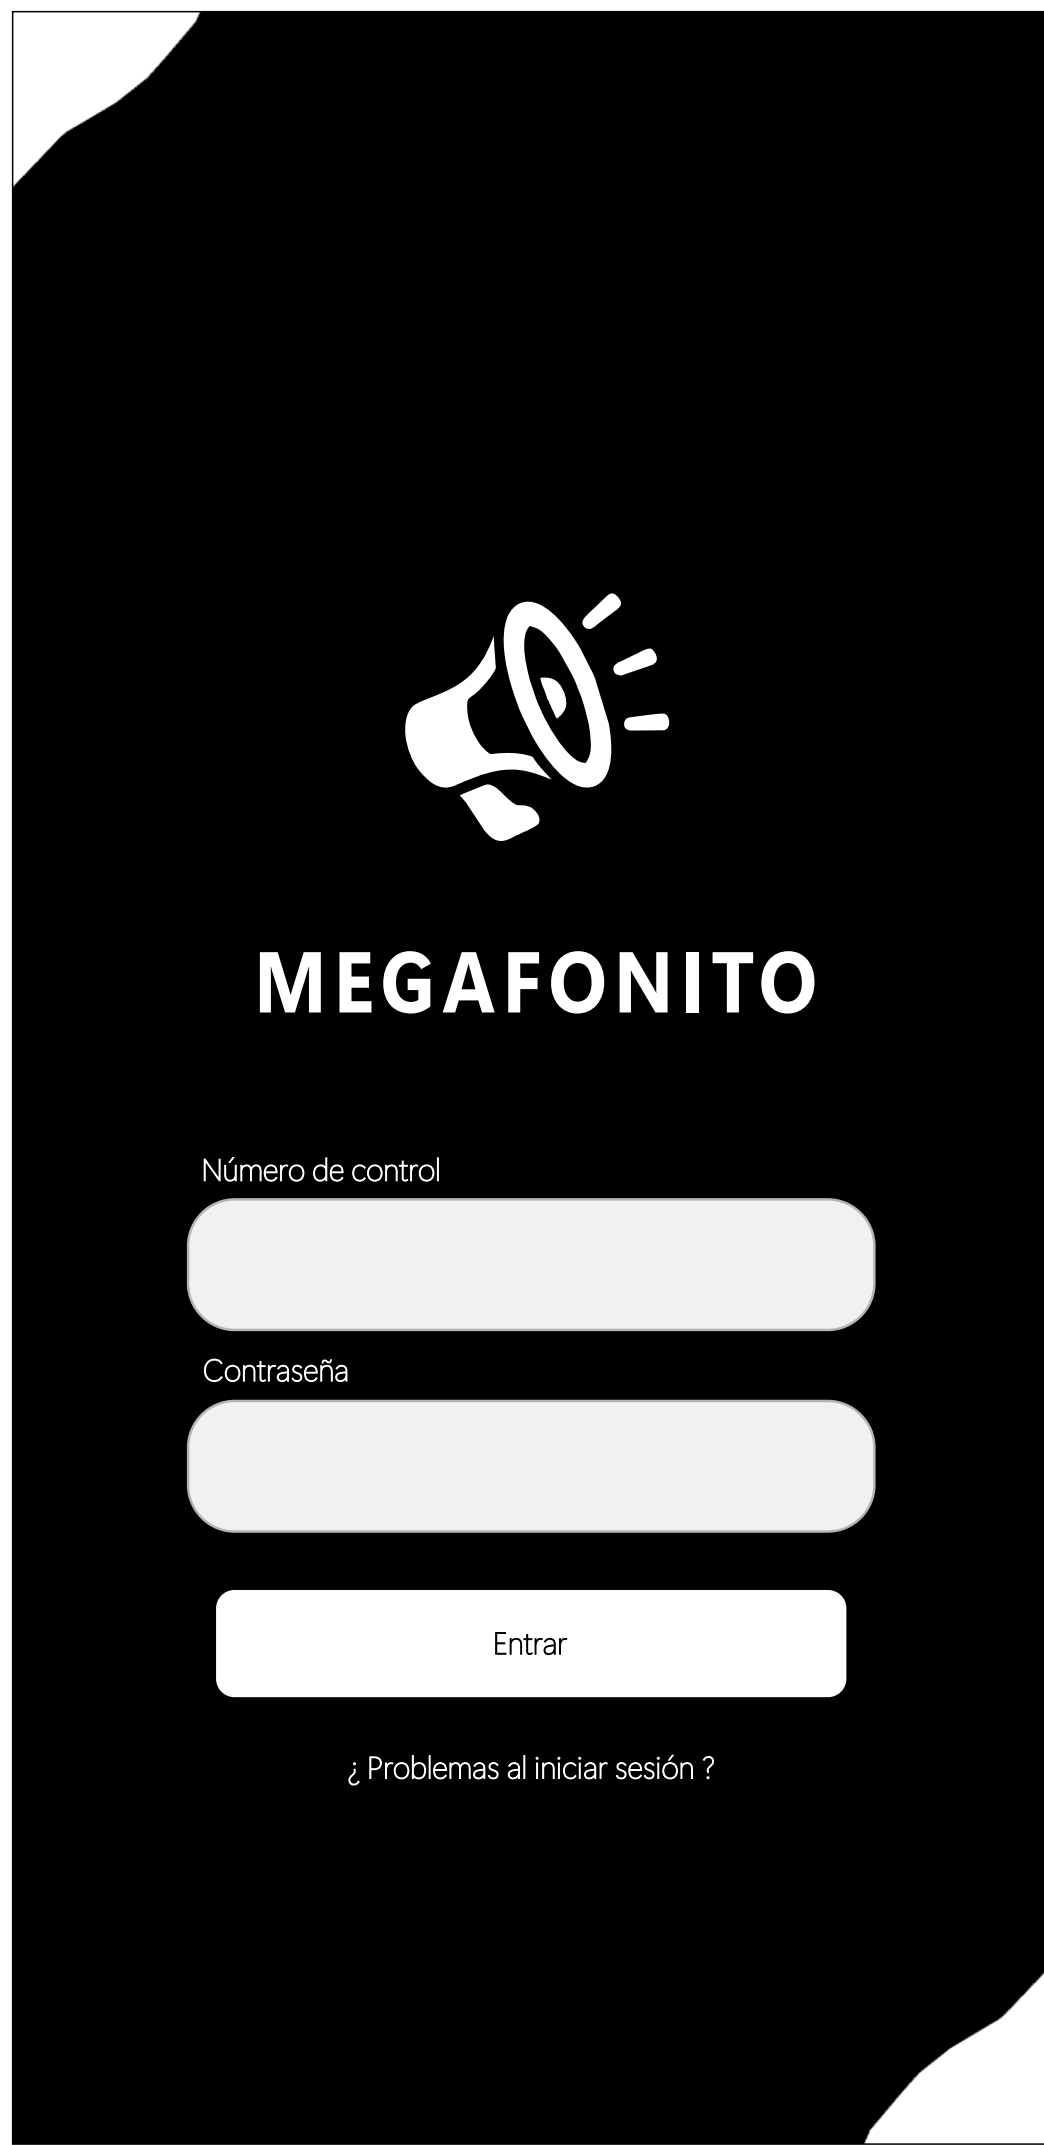 MEGAFONITO
Número de control
Contraseña
Entrar
¿ Problemas al iniciar sesión ?